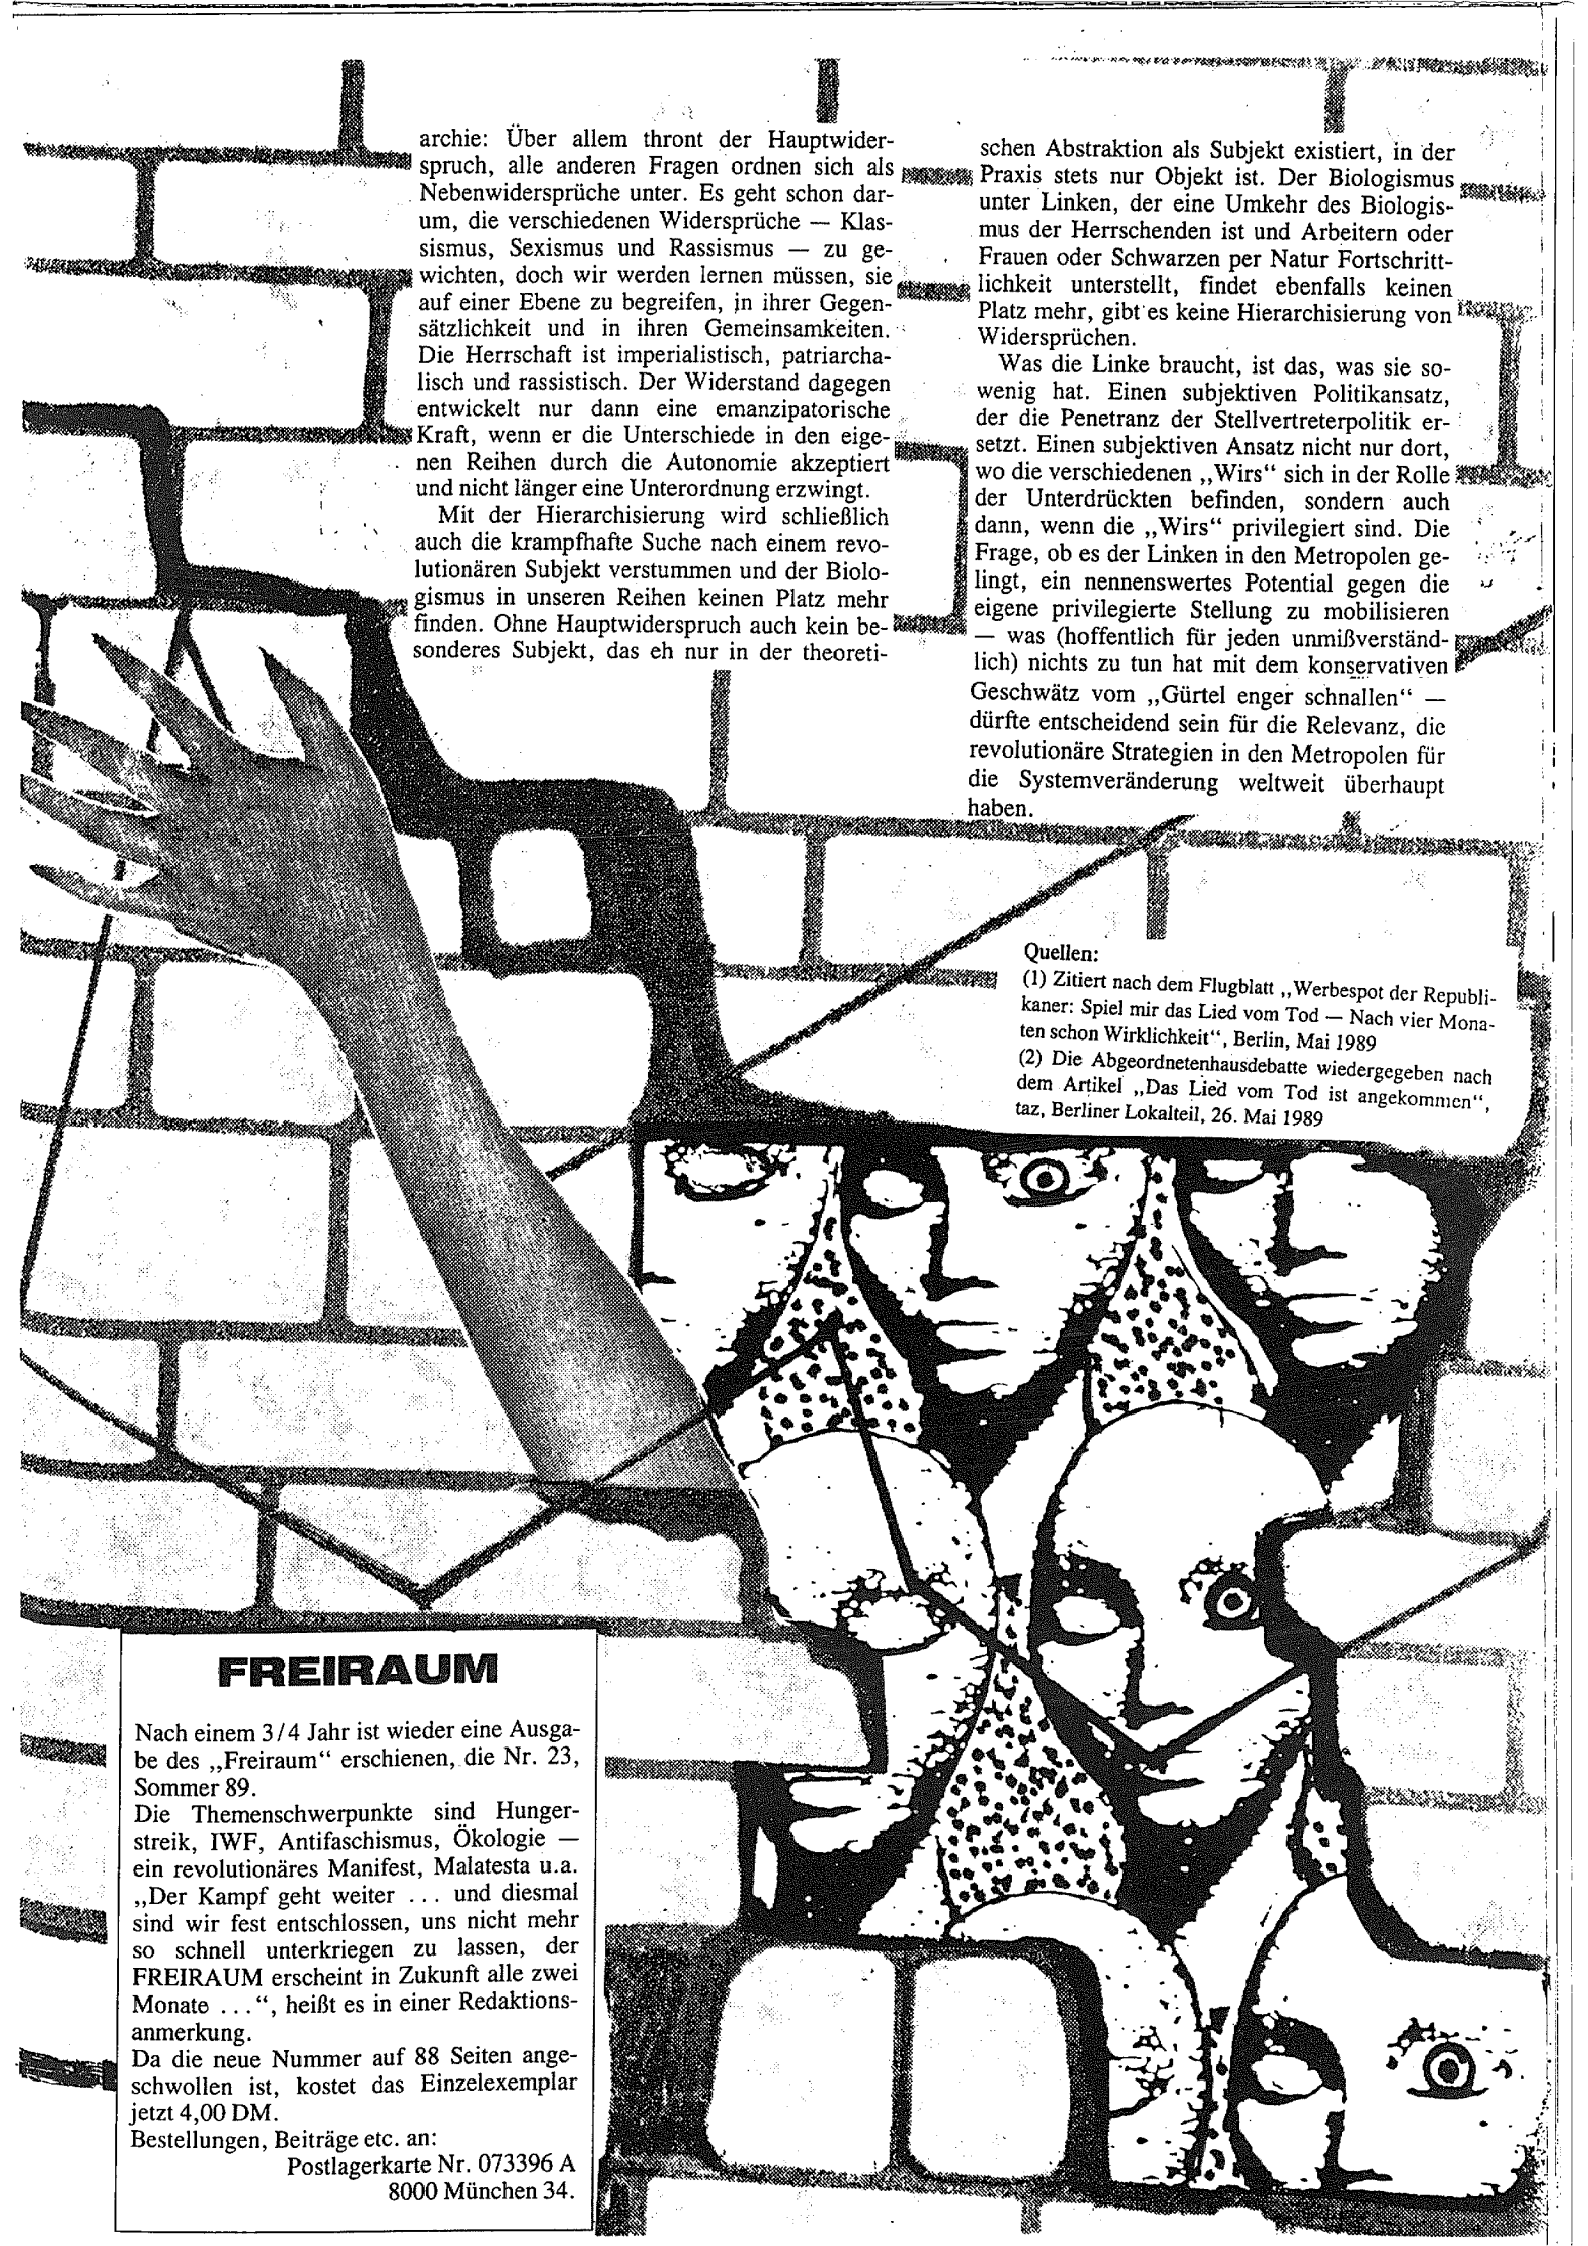 archie: Über allem thront der Hauptwider-
spruch, alle anderen Fragen ordnen sich als
Nebenwidersprüche unter. Es geht schon dar-
um, die verschiedenen Widersprüche — Klas-
sismus, Sexismus und Rassismus — zu ge-
wichten, doch wir werden lernen müssen, sie
auf einer Ebene zu begreifen, in ihrer Gegen-
sätzlichkeit und in ihren Gemeinsamkeiten.
Die Herrschaft ist imperialistisch, patriarcha-
lisch und rassistisch. Der Widerstand dagegen
entwickelt nur dann eine emanzipatorische
Kraft, wenn er die Unterschiede in den eige-
nen Reihen durch die Autonomie akzeptiert
und nicht länger eine Unterordnung erzwingt.
Mit der Hierarchisierung wird schließlich
auch die krampfhafte Suche nach einem revo-
lutionären Subjekt verstummen und der Biolo-
gismus in unseren Reihen keinen Platz mehr
finden. Ohne Hauptwiderspruch auch kein be-
sonderes Subjekt, das eh nur in der theoreti-
schen Abstraktion als Subjekt existiert, in der
Praxis stets nur Objekt ist. Der Biologismus
unter Linken, der eine Umkehr des Biologis-
mus der Herrschenden ist und Arbeitern oder
Frauen oder Schwarzen per Natur Fortschritt-
lichkeit unterstellt, findet ebenfalls keinen
Platz mehr, gibt es keine Hierarchisierung von
Widersprüchen.
Was die Linke braucht, ist das, was sie so-
wenig hat. Einen subjektiven Politikansatz,
der die Penetranz der Stellvertreterpolitik er-
setzt. Einen subjektiven Ansatz nicht nur dort,
wo die verschiedenen „Wirs“ sich in der Rolle
der Unterdrückten befinden, sondern auch
dann, wenn die „Wirs“ privilegiert sind. Die
Frage, ob es der Linken in den Metropolen ge-
lingt, ein nennenswertes Potential gegen die
eigene privilegierte Stellung zu mobilisieren
— was (hoffentlich für jeden unmißverständ-
lich) nichts zu tun hat mit dem konservativen
Geschwätz vom „Gürtel enger schnallen“ —
dürfte entscheidend sein für die Relevanz, die
revolutionäre Strategien in den Metropolen für
die Systemveränderung weltweit überhaupt
haben.
Quellen:
(1) Zitiert nach dem Flugblatt „Werbespot der Republi-
kaner: Spiel mir das Lied vom Tod — Nach vier Mona-
ten schon Wirklichkeit“, Berlin, Mai 1989
(2) Die Abgeordnetenhausdebatte wiedergegeben nach
dem Artikel „Das Lied vom Tod ist angekommen“,
taz, Berliner Lokalteil, 26. Mai 1989
FREIRAUM
Nach einem 3/4 Jahr ist wieder eine Ausga-
be des „Freiraum“ erschienen, die Nr. 23,
Sommer 89.
Die Themenschwerpunkte sind Hunger-
streik, IWF, Antifaschismus, Ökologie —
ein revolutionäres Manifest, Malatesta u.a.
„Der Kampf geht weiter ... und diesmal
sind wir fest entschlossen, uns nicht mehr
so schnell unterkriegen zu lassen, der
FREIRAUM erscheint in Zukunft alle zwei
Monate ...“, heißt es in einer Redaktions-
anmerkung.
Da die neue Nummer auf 88 Seiten ange-
schwollen ist, kostet das Einzelexemplar
jetzt 4,00 DM.
Bestellungen, Beiträge etc. an:
Postlagerkarte Nr. 073396 A
8000 München 34.